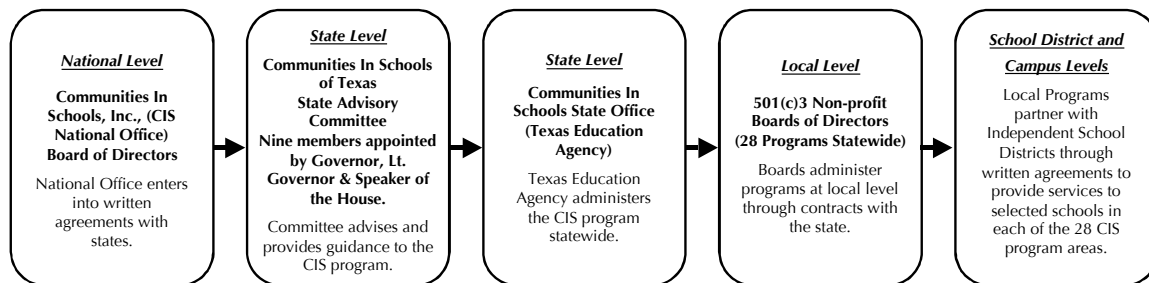 National Level
Communities In
Schools, Inc., (CIS
National Office)
Board of Directors
National Office enters
into written
agreements with
states.
State Level
Communities In Schools
of Texas
State Advisory
Committee
Nine members appointed
by Governor, Lt.
Governor & Speaker of
the House.
Committee advises and
provides guidance to the
CIS program.
State Level
Communities In
Schools State Office
(Texas Education
Agency)
Texas Education
Agency administers
the CIS program
statewide.
Local Level
501(c)3 Non-profit
Boards of Directors
(28 Programs Statewide)
Boards administer
programs at local level
through contracts with
the state.
School District and
Campus Levels
Local Programs
partner with
Independent School
Districts through
written agreements to
provide services to
selected schools in
each of the 28 CIS
program areas.